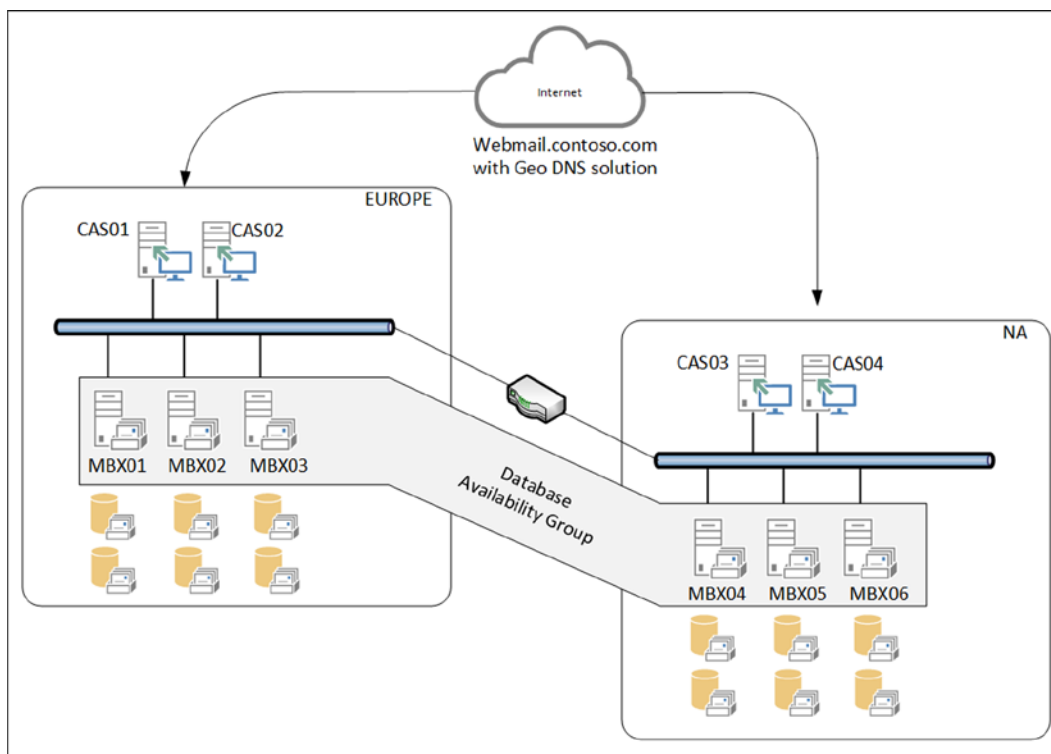 Internet
Webmail.contoso.com
with Geo DNS solution
EUROPE
CAS01
CAS02
MBX01
MBX02
MBX03
Database
Availability Group
NA
CAS03
CAS04
MBX04
MBX05
MBX06